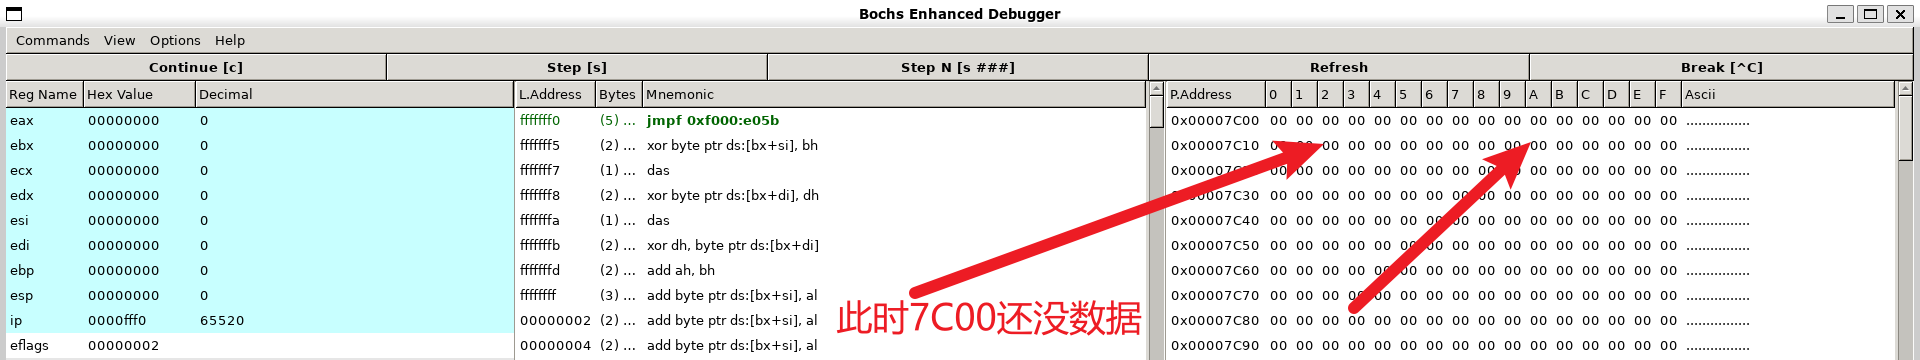 Bochs Enhanced Debugger
Commands View Options Help
Continue [c] Step [s] Step N [s ###] Refresh Break [^C]
Reg Name Hex Value Decimal L.Address Bytes Mnemonic P.Address 0 1 2 3 4 5 6 7 8 9 A B C D E F Ascii
eax 00000000 0 fffffff0 (5) ... jmpf 0xf000:e05b 0x00007C00 00 00 00 00 00 00 00 00 00 00 00 00 00 00 00 00 ................
ebx 00000000 0 fffffff5 (2) ... xor byte ptr ds:[bx+si], bh 0x00007C10 00 00 00 00 00 00 00 00 00 00 00 00 00 00 00 ................
ecx 00000000 0 fffffff7 (1) ... das 00 00 00 00 00 00 00 00 00 00 00 00 00 00 00 ................
edx 00000000 0 fffffff8 (2) ... xor byte ptr ds:[bx+di], dh 00 00 00 00 00 00 00 00 00 00 00 00 00 00 00 ................
esi 00000000 0 fffffffa (1) ... das 0x00007C40 00 00 00 00 00 00 00 00 00 00 00 00 00 00 00 00 ................
edi 00000000 0 fffffffb (2) ... xor dh, byte ptr ds:[bx+di] 0x00007C50 00 00 00 00 00 00 00 00 00 00 00 00 00 00 00 00 ................
ebp 00000000 0 fffffffd (2) ... add ah, bh 0x00007C60 00 00 00 00 00 00 00 00 00 00 00 00 00 00 00 00 ................
esp 00000000 0 ffffffff (3) ... add byte ptr ds:[bx+si], al 0x00007C70 00 00 00 00 00 00 00 00 00 00 00 00 00 00 00 00 ................
ip 0000fff0 65520 00000002 (2) ... add byte ptr ds:[bx+si], al 0x00007C80 00 00 00 00 00 00 00 00 00 00 00 00 00 00 00 00 ................
此时7C00还没数据
eflags 00000002 00000004 (2) ... add byte ptr ds:[bx+si], al 0x00007C90 00 00 00 00 00 00 00 00 00 00 00 00 00 00 00 00 ................